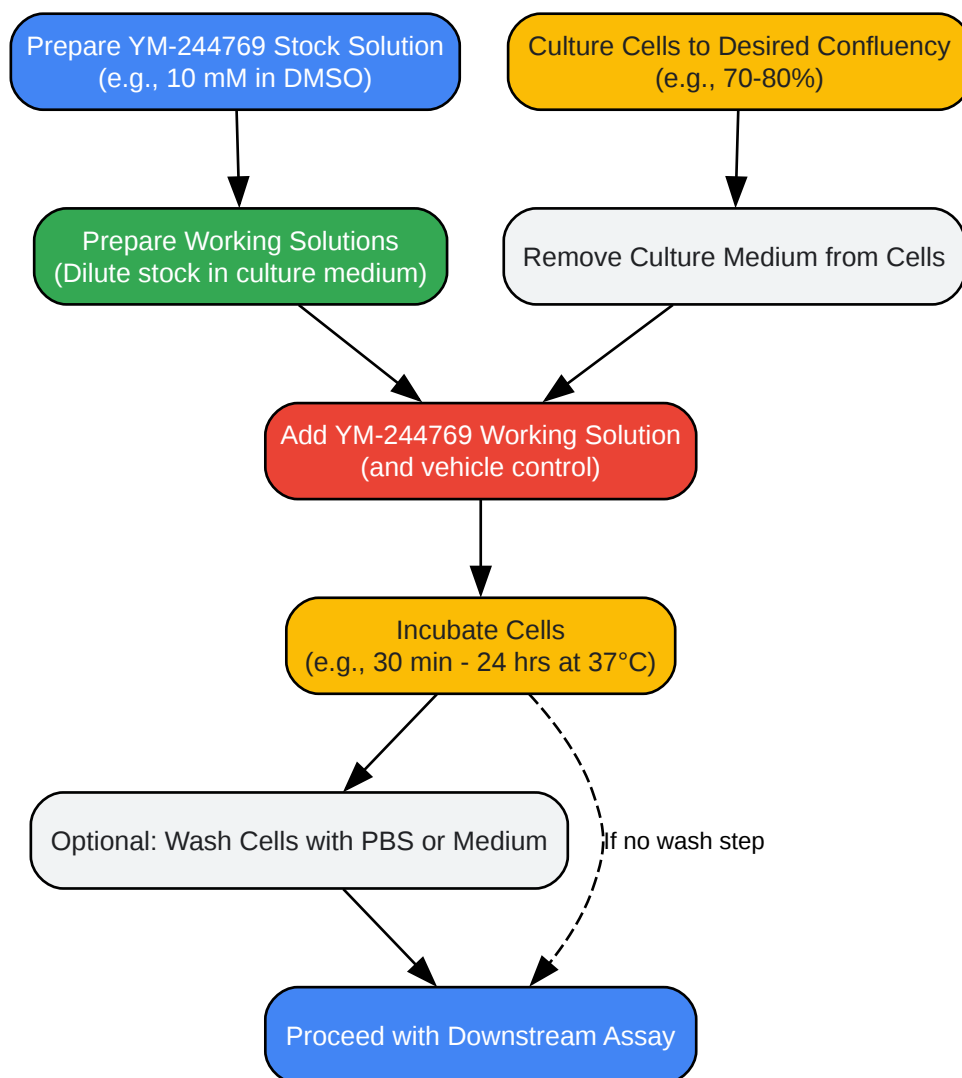 Prepare YM-244769 Stock Solution
(e.g., 10 mM in DMSO)
Culture Cells to Desired Confluency
(e.g., 70-80%)
Prepare Working Solutions
(Dilute stock in culture medium)
Remove Culture Medium from Cells
Add YM-244769 Working Solution
(and vehicle control)
Incubate Cells
(e.g., 30 min - 24 hrs at 37°C)
Optional: Wash Cells with PBS or Medium
If no wash step
Proceed with Downstream Assay